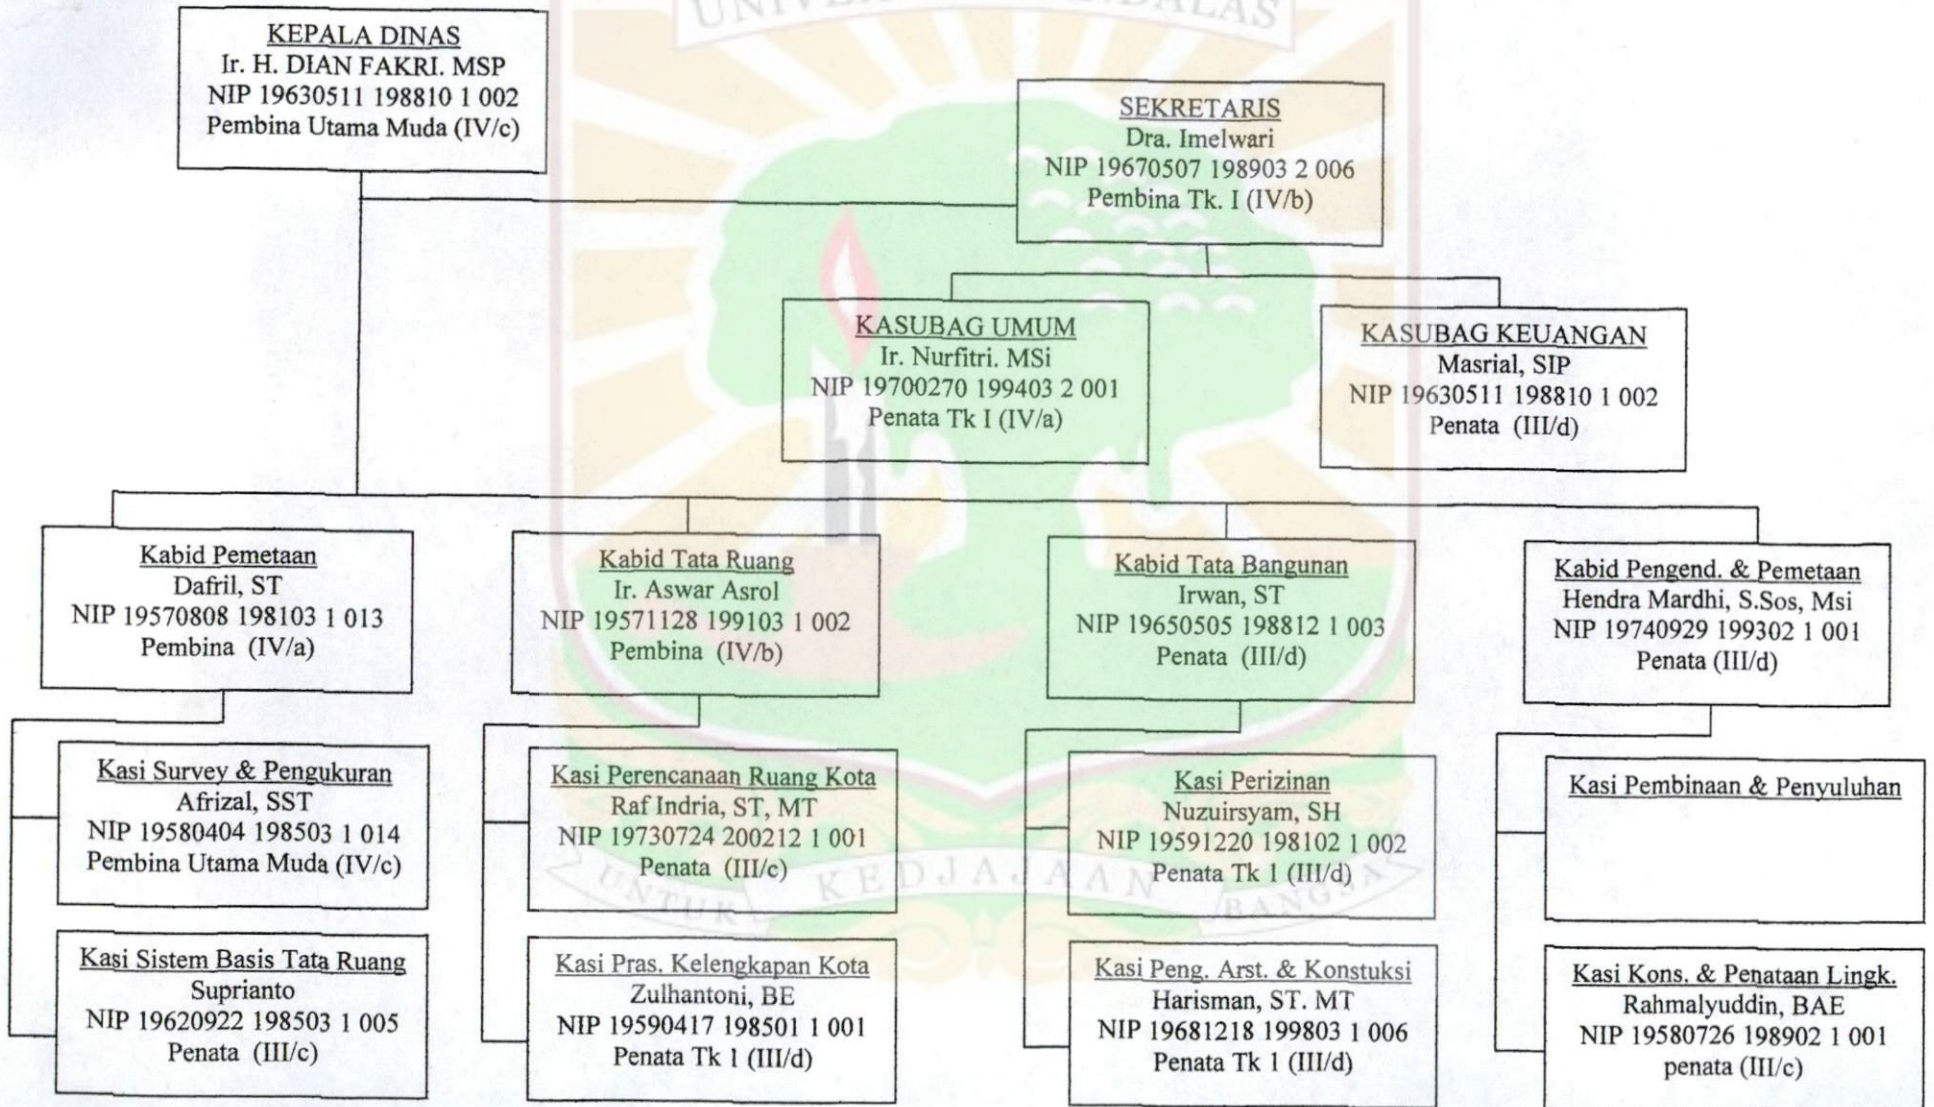 UNIVER
DALAS
KEPALA DINAS
Ir. H. DIAN FAKRI. MSP
NIP 19630511 198810 1 002
Pembina Utama Muda (IV/c)
SEKRETARIS
Dra. Imelwari
NIP 19670507 198903 2 006
Pembina Tk. I (IV/b)
KASUBAG UMUM
Ir. Nurfitri. MSi
NIP 19700270 199403 2 001
Penata Tk I (IV/a)
KASUBAG KEUANGAN
Masrial, SIP
NIP 19630511 198810 1 002
Penata (III/d)
Kabid Pemetaan
Dafril, ST
NIP 19570808 198103 1 013
Pembina (IV/a)
Kabid Tata Ruang
Ir. Aswar Asrol
NIP 19571128 199103 1 002
Pembina (IV/b)
Kabid Tata Bangunan
Irwan, ST
NIP 19650505 198812 1 003
Penata (III/d)
Kabid Pengend. & Pemetaan
Hendra Mardhi, S.Sos, Msi
NIP 19740929 199302 1 001
Penata (III/d)
Kasi Survey & Pengukuran
Afrizal, SST
NIP 19580404 198503 1 014
Pembina Utama Muda (IV/c)
Kasi Perencanaan Ruang Kota
Raf Indria, ST, MT
NIP 19730724 200212 1 001
Penata (III/c)
Kasi Perizinan
Nuzuirsyam, SH
NIP 19591220 198102 1 002
Penata Tk 1 (III/d)
Kasi Pembinaan & Penyuluhan
UNTUK KEDJAJAAN BANGSA
Kasi Sistem Basis Tata Ruang
Suprianto
NIP 19620922 198503 1 005
Penata (III/c)
Kasi Pras. Kelengkapan Kota
Zulhantoni, BE
NIP 19590417 198501 1 001
Penata Tk 1 (III/d)
Kasi Peng. Arst. & Konstuksi
Harisman, ST. MT
NIP 19681218 199803 1 006
Penata Tk 1 (III/d)
Kasi Kons. & Penataan Lingk.
Rahmalyuddin, BAE
NIP 19580726 198902 1 001
penata (III/c)